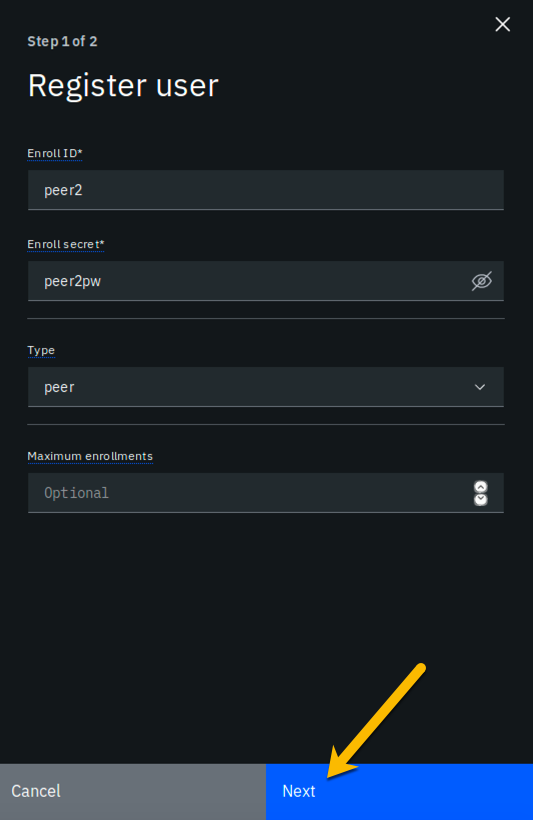 Step 1 of 2
Register user
Enroll ID*
peer2
Enroll secret*
peer2pw
Type
peer
Maximum enrollments
Optional
Cancel
Next